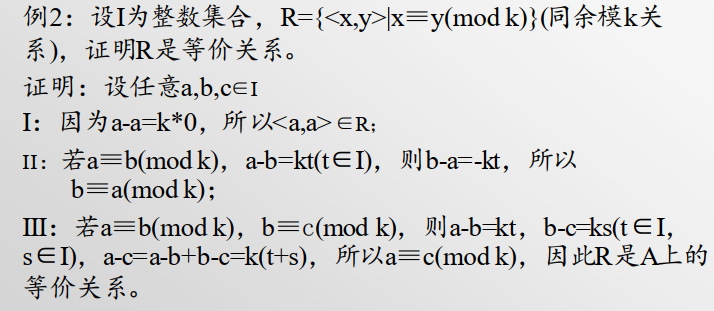 例2：设I为整数集合，R={<x,y>|x≡y(mod k)}(同余模k关
系)，证明R是等价关系。
证明：设任意a,b,c∈I
I：因为a-a=k*0，所以<a,a>∈R；
II：若a≡b(mod k)，a-b=kt(t∈I)，则b-a=-kt，所以
b≡a(mod k)；
III：若a≡b(mod k)，b≡c(mod k)，则a-b=kt，b-c=ks(t∈I，
s∈I)，a-c=a-b+b-c=k(t+s)，所以a≡c(mod k)，因此R是A上的
等价关系。